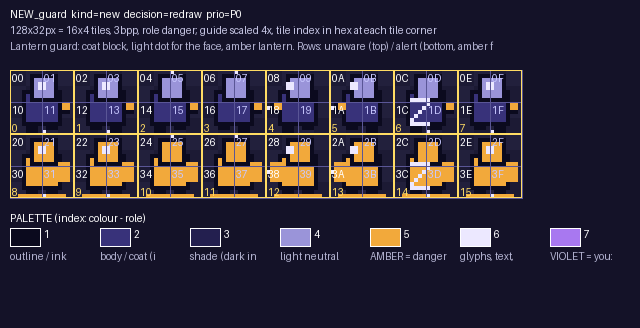 NEW_guard kind=new decision=redraw prio=P0
128x32px = 16x4 tiles, 3bpp, role danger; guide scaled 4x, tile index in hex at each tile corner
Lantern guard: coat block, light dot for the face, amber lantern. Rows: unaware (top) / alert (bottom, amber f
00 01 02 03 04 05 06 07 08 09 0A 0B 0C 0D 0E 0F
10 11 12 13 14 15 16 17 18 19 1A 1B 1C 1D 1E 1F
0 1 2 3 4 5 6 7
20 21 22 23 24 25 26 27 28 29 2A 2B 2C 2D 2E 2F
30 31 32 33 34 35 36 37 38 39 3A 3B 3C 3D 3E 3F
8 9 10 11 12 13 14 15
PALETTE (index: colour - role)
1 2 3 4 5 6 7
outline / ink body / coat (i shade (dark in light neutral AMBER = danger glyphs, text, VIOLET = you: